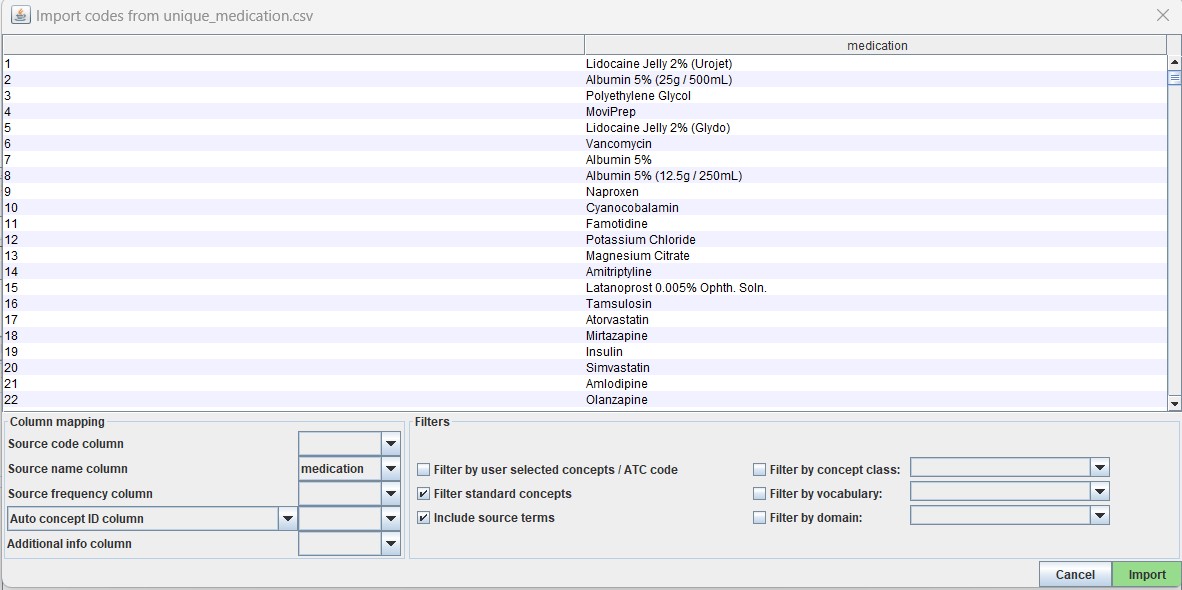 Import codes from unique_medication.csv
medication
1 Lidocaine Jelly 2% (Urojet)
2 Albumin 5% (25g / 500mL)
3 Polyethylene Glycol
4 MoviPrep
5 Lidocaine Jelly 2% (Glydo)
6 Vancomycin
7 Albumin 5%
8 Albumin 5% (12.5g / 250mL)
9 Naproxen
10 Cyanocobalamin
11 Famotidine
12 Potassium Chloride
13 Magnesium Citrate
14 Amitriptyline
15 Latanoprost 0.005% Ophth. Soln.
16 Tamsulosin
17 Atorvastatin
18 Mirtazapine
19 Insulin
20 Simvastatin
21 Amlodipine
22 Olanzapine
Column mapping
Source code column
Source name column medication
Source frequency column
Auto concept ID column
Additional info column
Filters
Filter by user selected concepts / ATC code
Filter standard concepts
Include source terms
Filter by concept class:
Filter by vocabulary:
Filter by domain:
Cancel Import